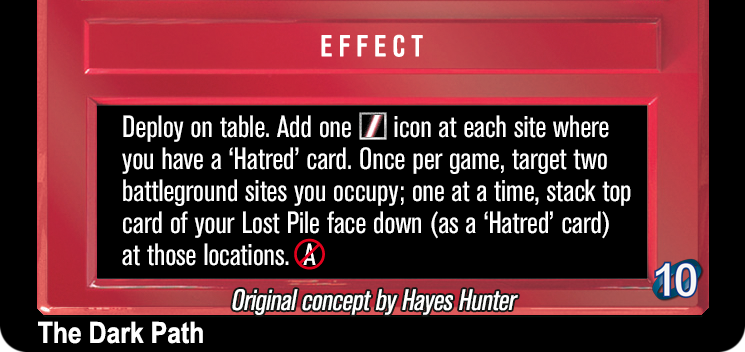 EFFECT
Deploy on table. Add one icon at each site where
you have a ‘Hatred’ card. Once per game, target two
battleground sites you occupy; one at a time, stack top
card of your Lost Pile face down (as a ‘Hatred’ card)
at those locations. A
10
Original concept by Hayes Hunter
The Dark Path